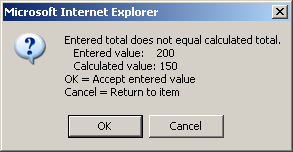 Microsoft Internet Explorer
Entered total does not equal calculated total.
Entered value: 200
Calculated value: 150
OK = Accept entered value
Cancel = Return to item
OK
Cancel